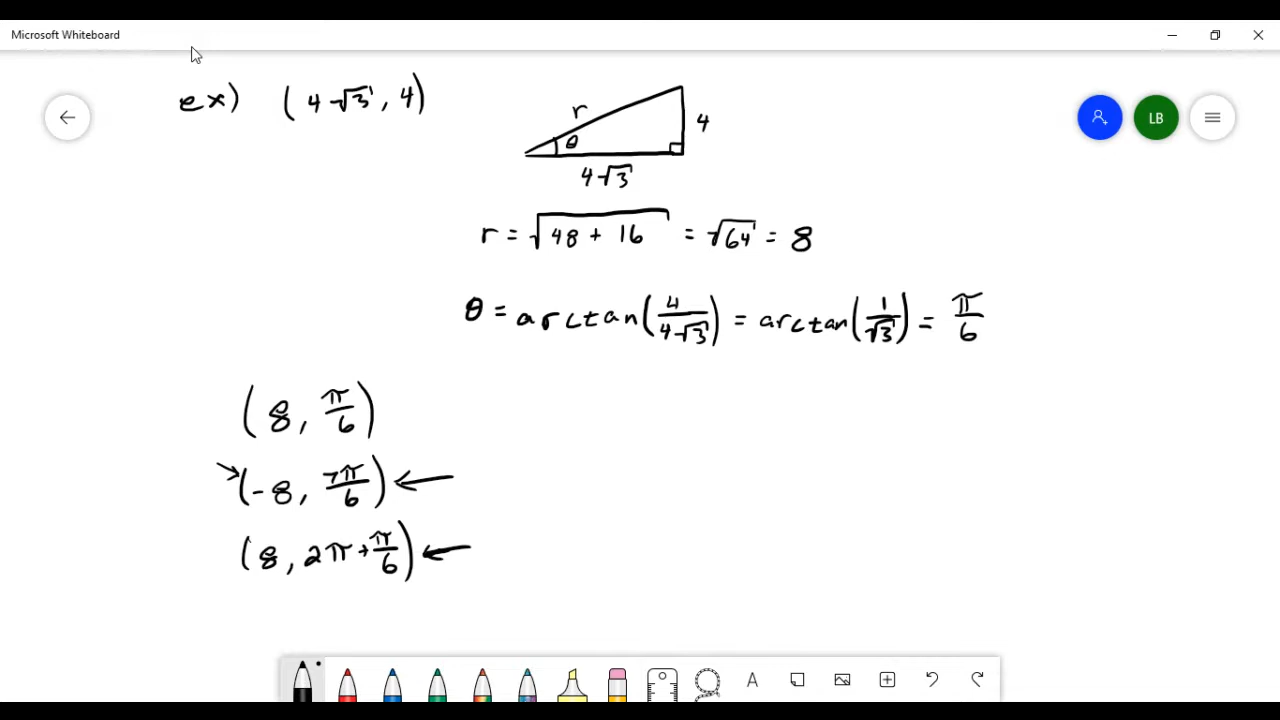 Microsoft Whiteboard
ex) (4√3, 4)
r
θ
4
4√3
LB
r = √48 + 16 = √64 = 8
θ = arctan(4/4√3) = arctan(1/√3) = π/6
(8, π/6)
(-8, 7π/6) ←
(8, 2π+π/6) ←
A